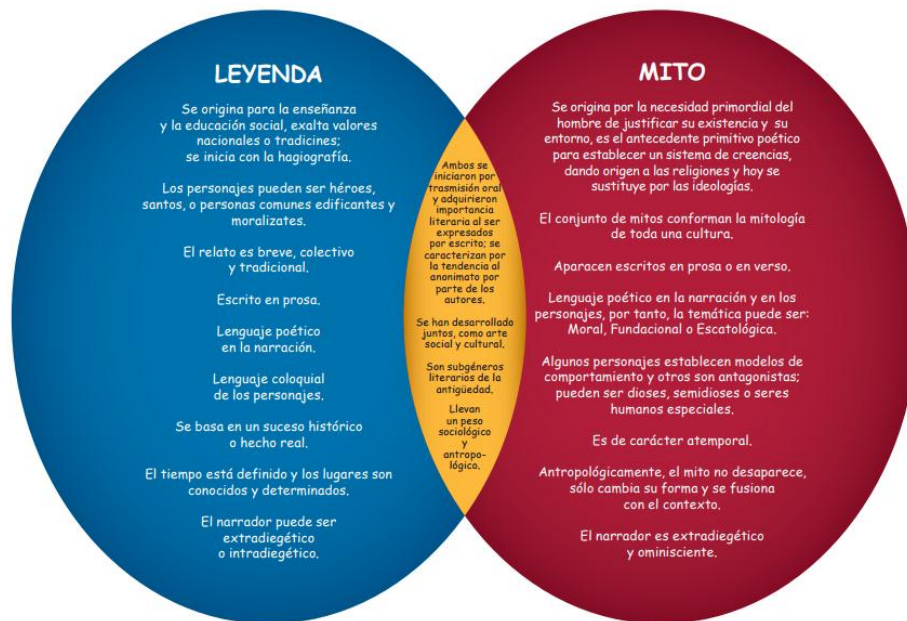 LEYENDA
Se origina para la enseñanza
y la educación social, exalta valores
nacionales o tradicines;
se inicia con la hagiografía.
Los personajes pueden ser héroes,
santos, o personas comunes edificantes y
moralizates.
El relato es breve, colectivo
y tradicional.
Escrito en prosa.
Lenguaje poético
en la narración.
Lenguaje coloquial
de los personajes.
Se basa en un suceso histórico
o hecho real.
El tiempo está definido y los lugares son
conocidos y determinados.
El narrador puede ser
extradiegético
o intradiegético.
Ambos se
iniciaron por
trasmisión oral
y adquirieron
importancia
literaria al ser
expresados
por escrito; se
caracterizan por
la tendencia al
anonimato por
parte de los
autores.
Se han desarrollado
juntos, como arte
social y cultural.
Son subgéneros
literarios de la
antigüedad.
Llevan
un peso
sociológico
y
antropo-
lógico.
MITO
Se origina por la necesidad primordial del
hombre de justificar su existencia y su
entorno, es el antecedente primitivo poético
para establecer un sistema de creencias,
dando origen a las religiones y hoy se
sustituye por las ideologías.
El conjunto de mitos conforman la mitología
de toda una cultura.
Aparecen escritos en prosa o en verso.
Lenguaje poético en la narración y en los
personajes, por tanto, la temática puede ser:
Moral, Fundacional o Escatológica.
Algunos personajes establecen modelos de
comportamiento y otros son antagonistas;
pueden ser dioses, semidioses o seres
humanos especiales.
Es de carácter atemporal.
Antropológicamente, el mito no desaparece,
sólo cambia su forma y se fusiona
con el contexto.
El narrador es extradiegético
y ominisciente.